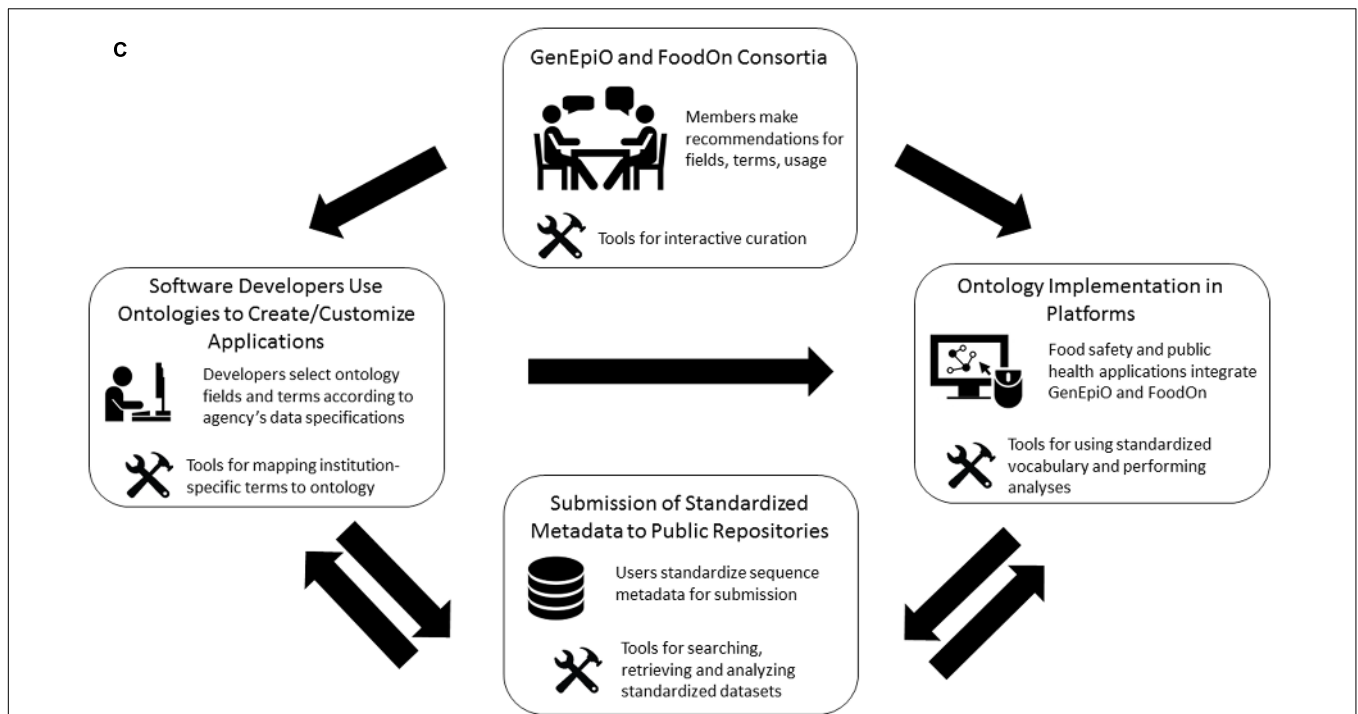 C
GenEpiO and FoodOn Consortia
Members make
recommendations for
fields, terms, usage
Tools for interactive curation
Software Developers Use
Ontologies to Create/Customize
Applications
Developers select ontology
fields and terms according to
agency's data specifications
Tools for mapping institution-
specific terms to ontology
Ontology Implementation in
Platforms
Food safety and public
health applications integrate
GenEpiO and FoodOn
Tools for using standardized
vocabulary and performing
analyses
Submission of Standardized
Metadata to Public Repositories
Users standardize sequence
metadata for submission
Tools for searching,
retrieving and analyzing
standardized datasets